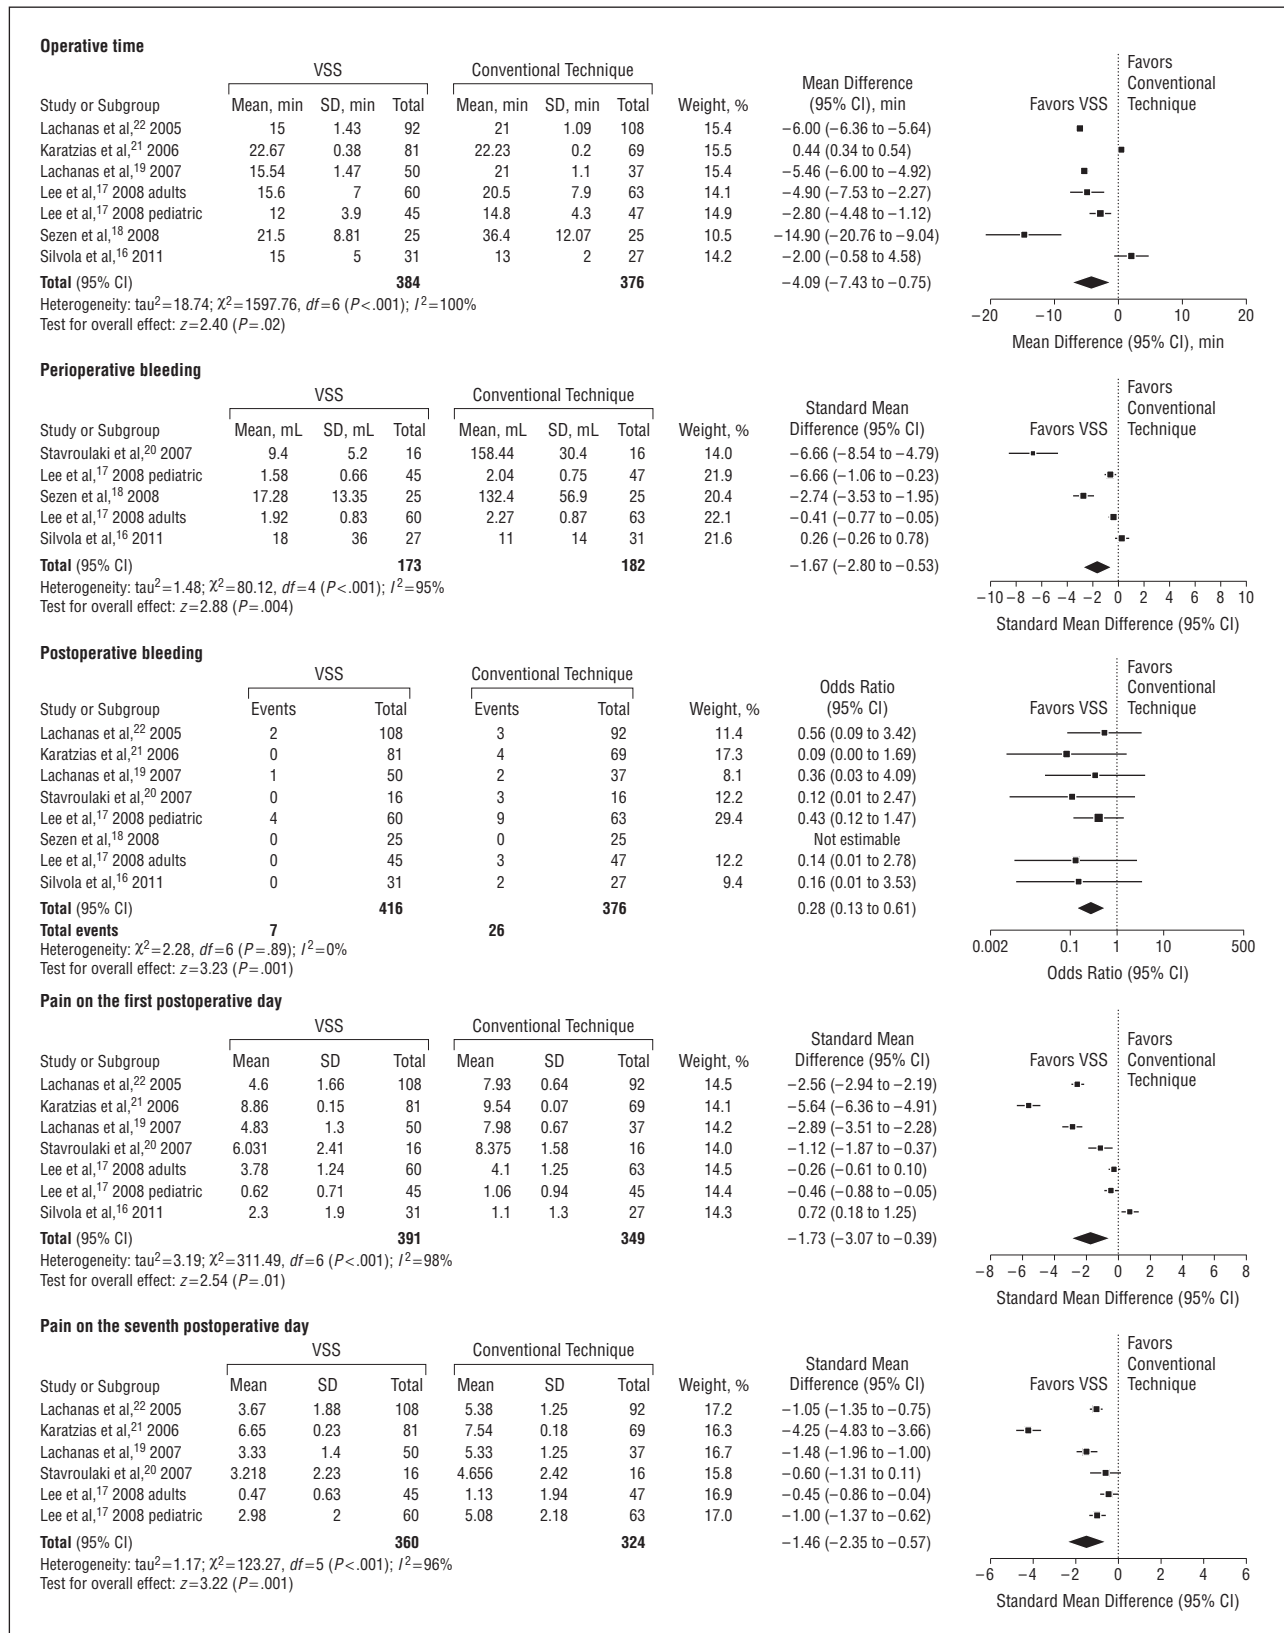 Operative time
VSS Conventional Technique Mean Difference Favors Conventional Technique
Study or Subgroup Mean, min SD, min Total Mean, min SD, min Total Weight, % (95% CI), min Favors VSS
Lachanas et al,22 2005 15 1.43 92 21 1.09 108 15.4 −6.00 (−6.36 to −5.64)
Karatzias et al,21 2006 22.67 0.38 81 22.23 0.2 69 15.5 0.44 (0.34 to 0.54)
Lachanas et al,19 2007 15.54 1.47 50 21 1.1 37 15.4 −5.46 (−6.00 to −4.92)
Lee et al,17 2008 adults 15.6 7 60 20.5 7.9 63 14.1 −4.90 (−7.53 to −2.27)
Lee et al,17 2008 pediatric 12 3.9 45 14.8 4.3 47 14.9 −2.80 (−4.48 to −1.12)
Sezen et al,18 2008 21.5 8.81 25 36.4 12.07 25 10.5 −14.90 (−20.76 to −9.04)
Silvola et al,16 2011 15 5 31 13 2 27 14.2 −2.00 (−0.58 to 4.58)
Total (95% CI) 384 376 −4.09 (−7.43 to −0.75)
Heterogeneity: tau2=18.74; χ2=1597.76, df=6 (P<.001); I2=100%
Test for overall effect: z=2.40 (P=.02)
−20 −10 0 10 20
Mean Difference (95% CI), min
Perioperative bleeding
VSS Conventional Technique Standard Mean Favors Conventional Technique
Study or Subgroup Mean, mL SD, mL Total Mean, mL SD, mL Total Weight, % Difference (95% CI) Favors VSS
Stavroulaki et al,20 2007 9.4 5.2 16 158.44 30.4 16 14.0 −6.66 (−8.54 to −4.79)
Lee et al,17 2008 pediatric 1.58 0.66 45 2.04 0.75 47 21.9 −6.66 (−1.06 to −0.23)
Sezen et al,18 2008 17.28 13.35 25 132.4 56.9 25 20.4 −2.74 (−3.53 to −1.95)
Lee et al,17 2008 adults 1.92 0.83 60 2.27 0.87 63 22.1 −0.41 (−0.77 to −0.05)
Silvola et al,16 2011 18 36 27 11 14 31 21.6 0.26 (−0.26 to 0.78)
Total (95% CI) 173 182 −1.67 (−2.80 to −0.53)
Heterogeneity: tau2=1.48; χ2=80.12, df=4 (P<.001); I2=95%
Test for overall effect: z=2.88 (P=.004)
−10 −8 −6 −4 −2 0 2 4 6 8 10
Standard Mean Difference (95% CI)
Postoperative bleeding
VSS Conventional Technique Odds Ratio Favors Conventional Technique
Study or Subgroup Events Total Events Total Weight, % (95% CI) Favors VSS
Lachanas et al,22 2005 2 108 3 92 11.4 0.56 (0.09 to 3.42)
Karatzias et al,21 2006 0 81 4 69 17.3 0.09 (0.00 to 1.69)
Lachanas et al,19 2007 1 50 2 37 8.1 0.36 (0.03 to 4.09)
Stavroulaki et al,20 2007 0 16 3 16 12.2 0.12 (0.01 to 2.47)
Lee et al,17 2008 pediatric 4 60 9 63 29.4 0.43 (0.12 to 1.47)
Sezen et al,18 2008 0 25 0 25 Not estimable
Lee et al,17 2008 adults 0 45 3 47 12.2 0.14 (0.01 to 2.78)
Silvola et al,16 2011 0 31 2 27 9.4 0.16 (0.01 to 3.53)
Total (95% CI) 416 376 0.28 (0.13 to 0.61)
Total events 7 26
Heterogeneity: χ2=2.28, df=6 (P=.89); I2=0%
Test for overall effect: z=3.23 (P=.001)
0.002 0.1 1 10 500
Odds Ratio (95% CI)
Pain on the first postoperative day
VSS Conventional Technique Standard Mean Favors Conventional Technique
Study or Subgroup Mean SD Total Mean SD Total Weight, % Difference (95% CI) Favors VSS
Lachanas et al,22 2005 4.6 1.66 108 7.93 0.64 92 14.5 −2.56 (−2.94 to −2.19)
Karatzias et al,21 2006 8.86 0.15 81 9.54 0.07 69 14.1 −5.64 (−6.36 to −4.91)
Lachanas et al,19 2007 4.83 1.3 50 7.98 0.67 37 14.2 −2.89 (−3.51 to −2.28)
Stavroulaki et al,20 2007 6.031 2.41 16 8.375 1.58 16 14.0 −1.12 (−1.87 to −0.37)
Lee et al,17 2008 adults 3.78 1.24 60 4.1 1.25 63 14.5 −0.26 (−0.61 to 0.10)
Lee et al,17 2008 pediatric 0.62 0.71 45 1.06 0.94 45 14.4 −0.46 (−0.88 to −0.05)
Silvola et al,16 2011 2.3 1.9 31 1.1 1.3 27 14.3 0.72 (0.18 to 1.25)
Total (95% CI) 391 349 −1.73 (−3.07 to −0.39)
Heterogeneity: tau2=3.19; χ2=311.49, df=6 (P<.001); I2=98%
Test for overall effect: z=2.54 (P=.01)
−8 −6 −4 −2 0 2 4 6 8
Standard Mean Difference (95% CI)
Pain on the seventh postoperative day
VSS Conventional Technique Standard Mean Favors Conventional Technique
Study or Subgroup Mean SD Total Mean SD Total Weight, % Difference (95% CI) Favors VSS
Lachanas et al,22 2005 3.67 1.88 108 5.38 1.25 92 17.2 −1.05 (−1.35 to −0.75)
Karatzias et al,21 2006 6.65 0.23 81 7.54 0.18 69 16.3 −4.25 (−4.83 to −3.66)
Lachanas et al,19 2007 3.33 1.4 50 5.33 1.25 37 16.7 −1.48 (−1.96 to −1.00)
Stavroulaki et al,20 2007 3.218 2.23 16 4.656 2.42 16 15.8 −0.60 (−1.31 to 0.11)
Lee et al,17 2008 adults 0.47 0.63 45 1.13 1.94 47 16.9 −0.45 (−0.86 to −0.04)
Lee et al,17 2008 pediatric 2.98 2 60 5.08 2.18 63 17.0 −1.00 (−1.37 to −0.62)
Total (95% CI) 360 324 −1.46 (−2.35 to −0.57)
Heterogeneity: tau2=1.17; χ2=123.27, df=5 (P<.001); I2=96%
Test for overall effect: z=3.22 (P=.001)
−6 −4 −2 0 2 4 6
Standard Mean Difference (95% CI)